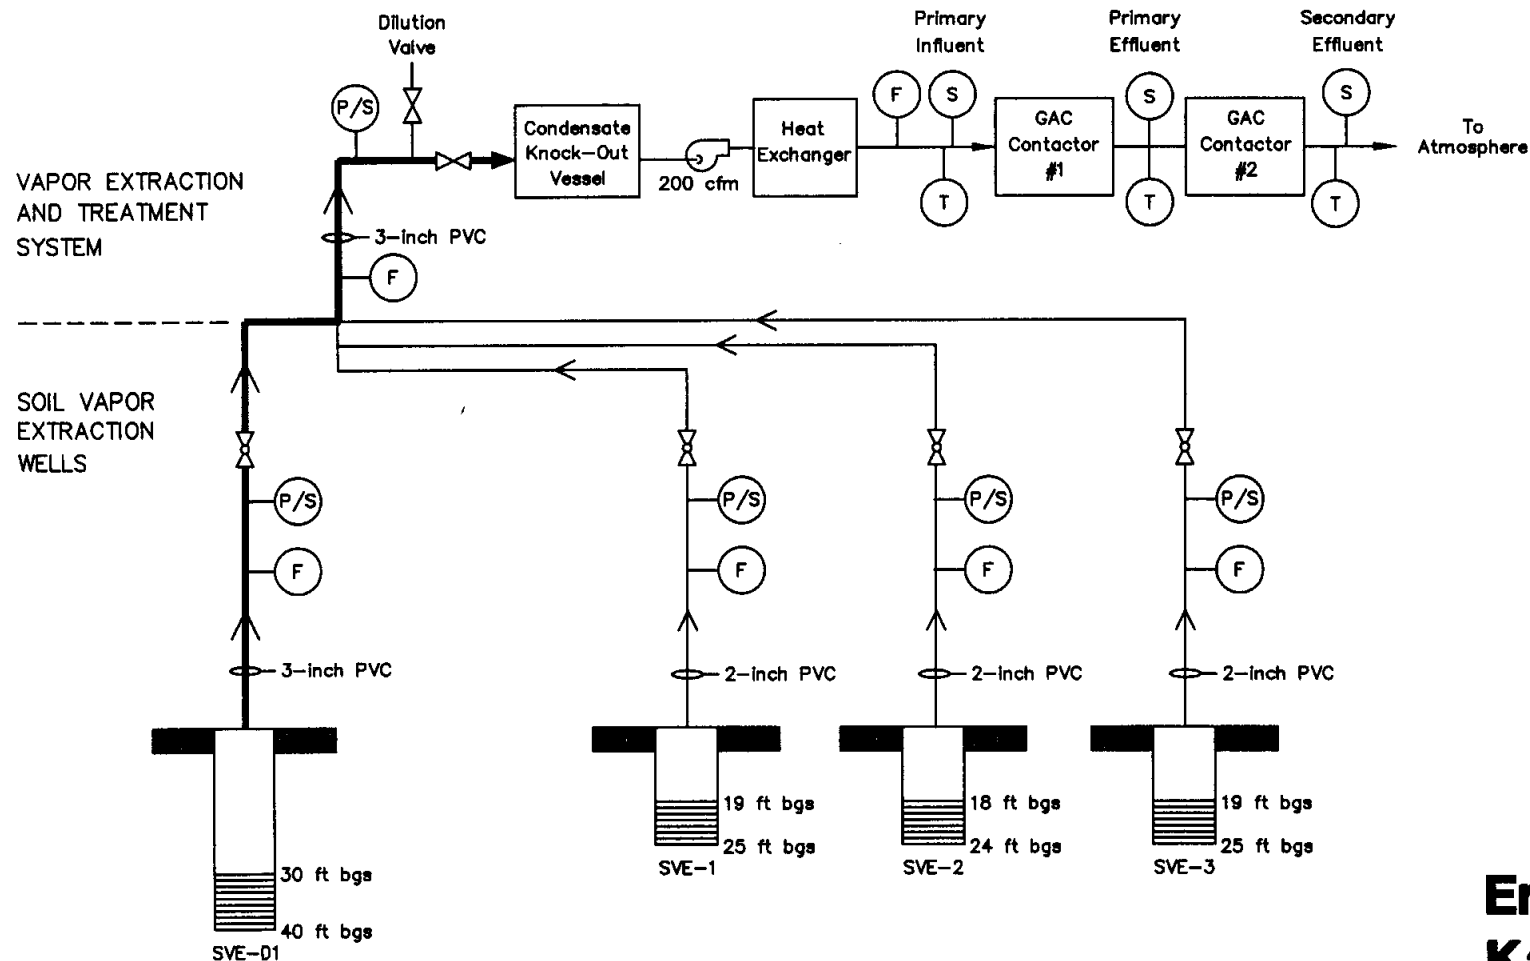 Dilution
Valve
Primary
Influent
Primary
Effluent
Secondary
Effluent
P/S
F
S
S
S
Condensate
Knock-Out
Vessel
200 cfm
Heat
Exchanger
GAC
Contactor
#1
GAC
Contactor
#2
To
Atmosphere
T
T
T
VAPOR EXTRACTION
AND TREATMENT
SYSTEM
3-inch PVC
F
SOIL VAPOR
EXTRACTION
WELLS
P/S
P/S
P/S
P/S
F
F
F
F
3-inch PVC
2-inch PVC
2-inch PVC
2-inch PVC
19 ft bgs
18 ft bgs
19 ft bgs
25 ft bgs
24 ft bgs
25 ft bgs
SVE-1
SVE-2
SVE-3
30 ft bgs
40 ft bgs
SVE-D1